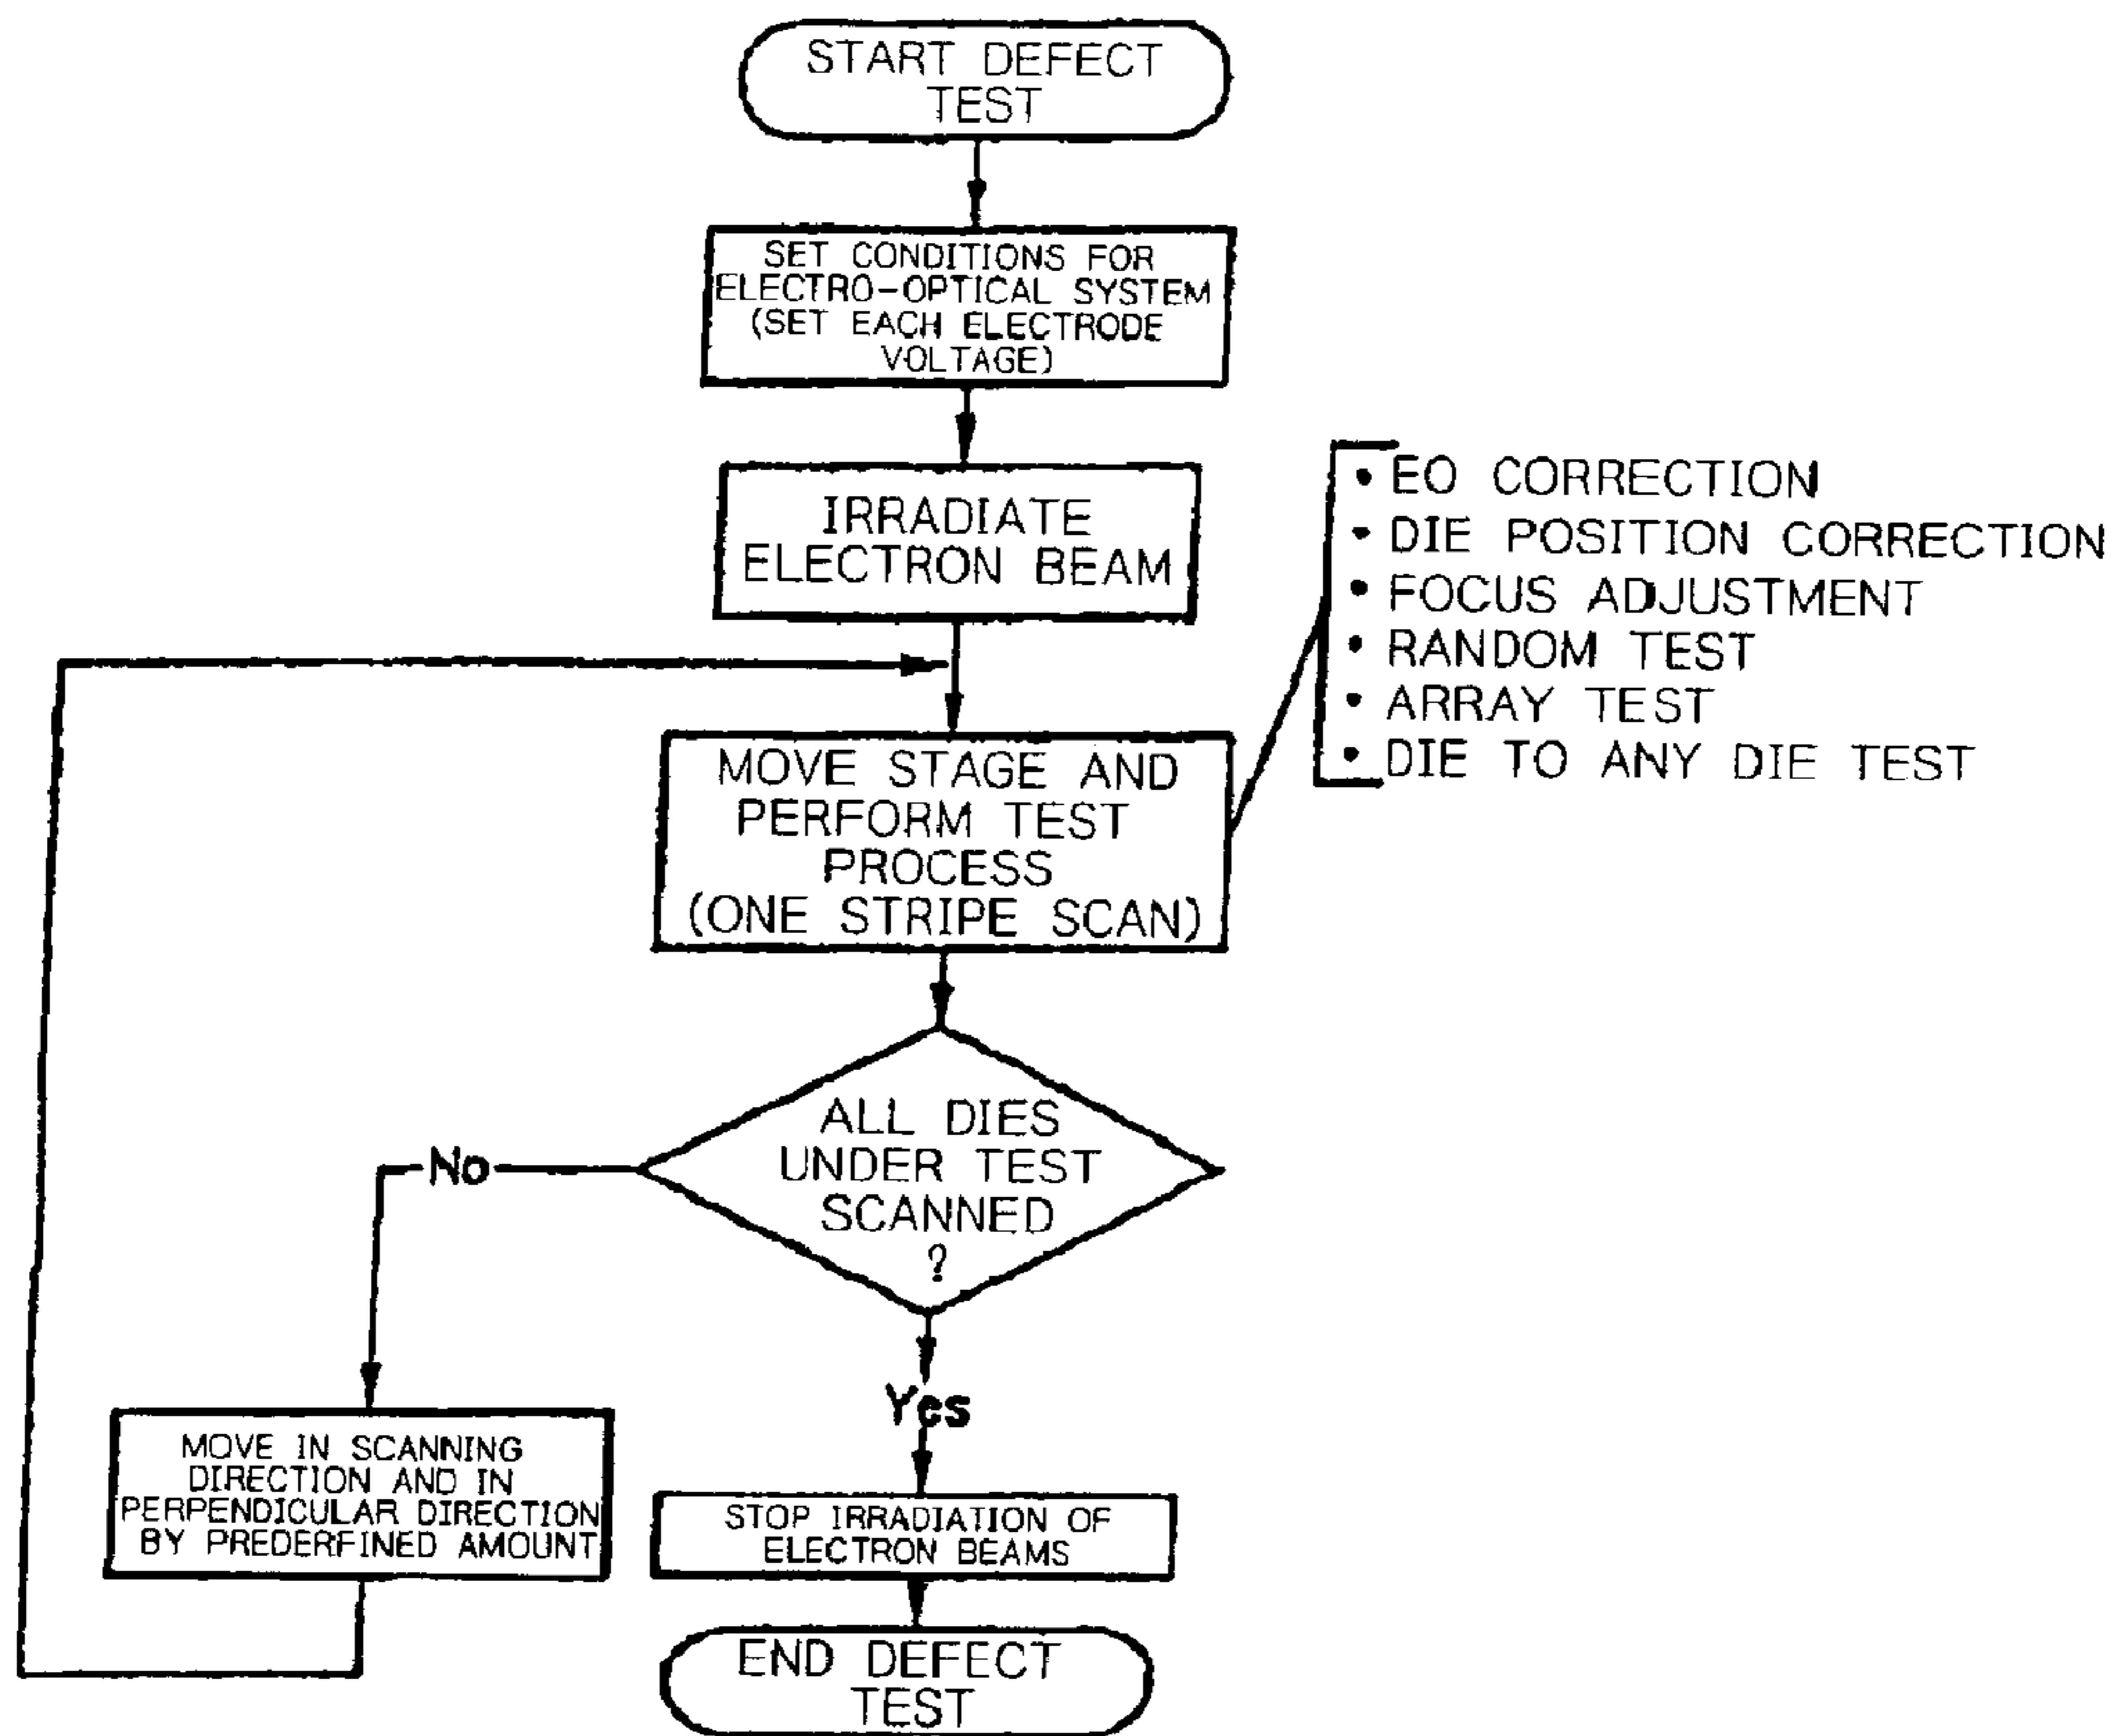 START DEFECT
TEST
SET CONDITIONS FOR
ELECTRO-OPTICAL SYSTEM
(SET EACH ELECTRODE
VOLTAGE)
IRRADIATE
ELECTRON BEAM
• EO CORRECTION
• DIE POSITION CORRECTION
• FOCUS ADJUSTMENT
• RANDOM TEST
• ARRAY TEST
• DIE TO ANY DIE TEST
MOVE STAGE AND
PERFORM TEST
PROCESS
(ONE STRIPE SCAN)
ALL DIES
UNDER TEST
SCANNED
?
No
Yes
MOVE IN SCANNING
DIRECTION AND IN
PERPENDICULAR DIRECTION
BY PREDERFINED AMOUNT
STOP IRRADIATION OF
ELECTRON BEAMS
END DEFECT
TEST